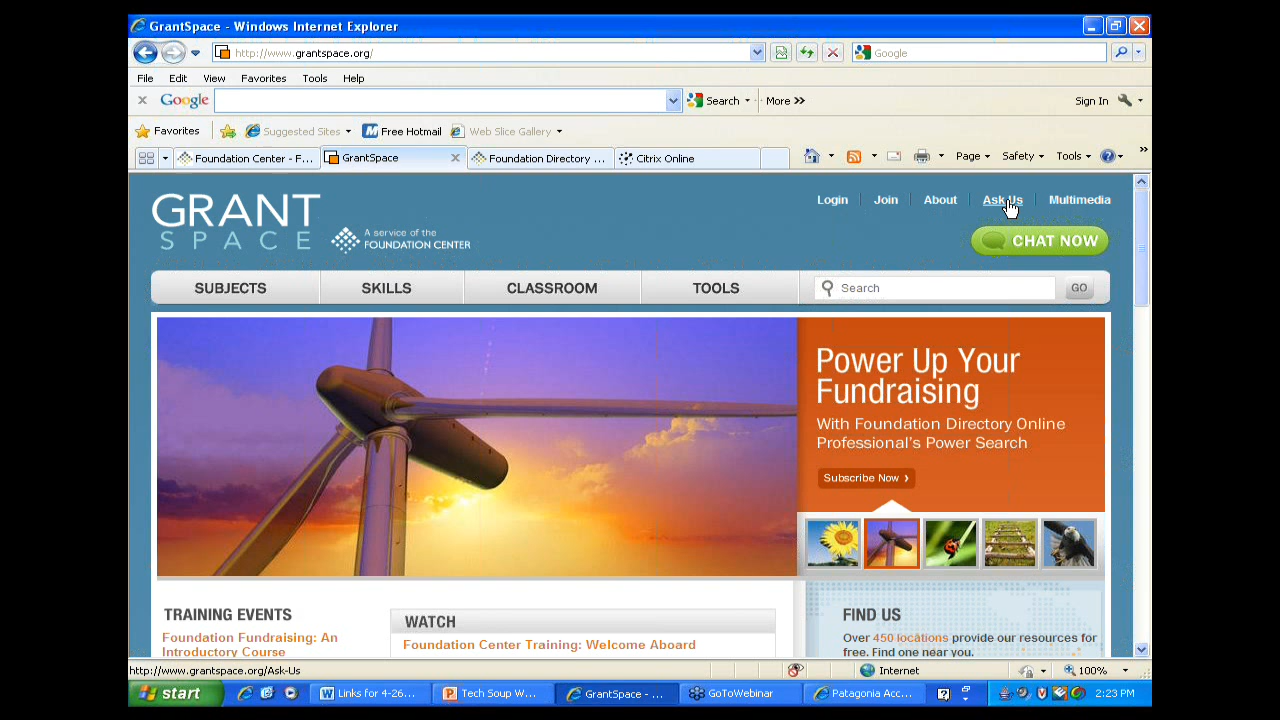 GrantSpace - Windows Internet Explorer
http://www.grantspace.org/
Google
File Edit View Favorites Tools Help
Google Search More >> Sign In
Favorites Suggested Sites Free Hotmail Web Slice Gallery
Foundation Center - F... GrantSpace Foundation Directory ... Citrix Online Page Safety Tools
GRANT
SPACE
A service of the
FOUNDATION CENTER
Login Join About Ask Us Multimedia
CHAT NOW
SUBJECTS SKILLS CLASSROOM TOOLS Search GO
Power Up Your
Fundraising
With Foundation Directory Online
Professional's Power Search
Subscribe Now ›
TRAINING EVENTS
Foundation Fundraising: An
Introductory Course
WATCH
Foundation Center Training: Welcome Aboard
FIND US
Over 450 locations provide our resources for
free. Find one near you.
http://www.grantspace.org/Ask-Us Internet 100%
start Links for 4-26... Tech Soup W... GrantSpace - ... GoToWebinar Patagonia Acc... 2:23 PM